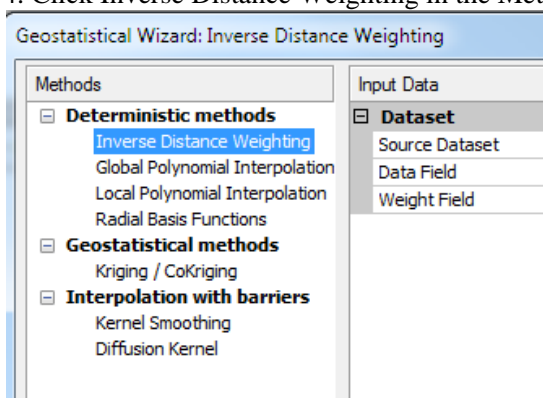 4. Click Inverse Distance Weighting in the Met
Geostatistical Wizard: Inverse Distance Weighting
Methods
Deterministic methods
Inverse Distance Weighting
Global Polynomial Interpolation
Local Polynomial Interpolation
Radial Basis Functions
Geostatistical methods
Kriging / CoKriging
Interpolation with barriers
Kernel Smoothing
Diffusion Kernel
Input Data
Dataset
Source Dataset
Data Field
Weight Field